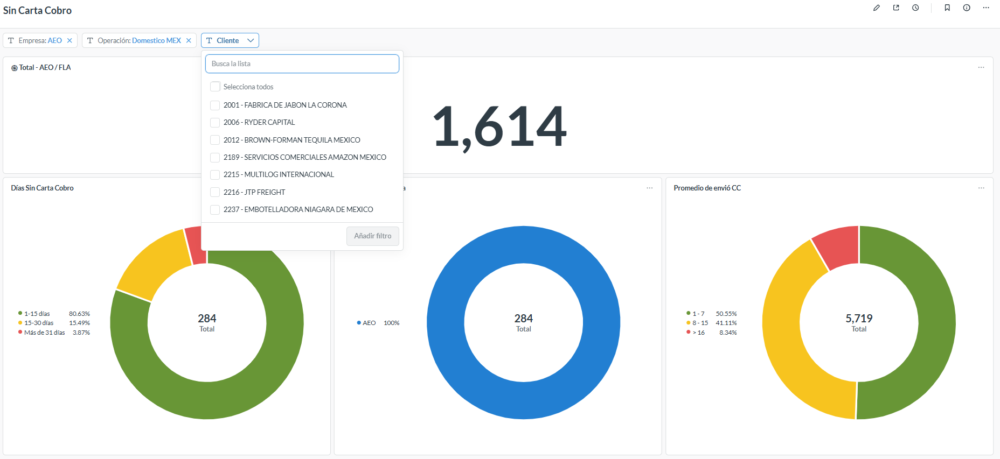 Sin Carta Cobro
Empresa: AEO
Operación: Domestico MEX
Cliente
Busca la lista
Selecciona todos
2001 - FABRICA DE JABON LA CORONA
2006 - RYDER CAPITAL
2012 - BROWN-FORMAN TEQUILA MEXICO
2189 - SERVICIOS COMERCIALES AMAZON MEXICO
2215 - MULTILOG INTERNACIONAL
2216 - JTP FREIGHT
2237 - EMBOTELLADORA NIAGARA DE MEXICO
Añadir filtro
Total - AEO / FLA
1,614
Días Sin Carta Cobro
1-15 días 80.63%
15-30 días 15.49%
Más de 31 días 3.87%
284
Total
a
AEO 100%
284
Total
Promedio de envió CC
1 - 7 50.55%
8 - 15 41.11%
> 16 8.34%
5,719
Total